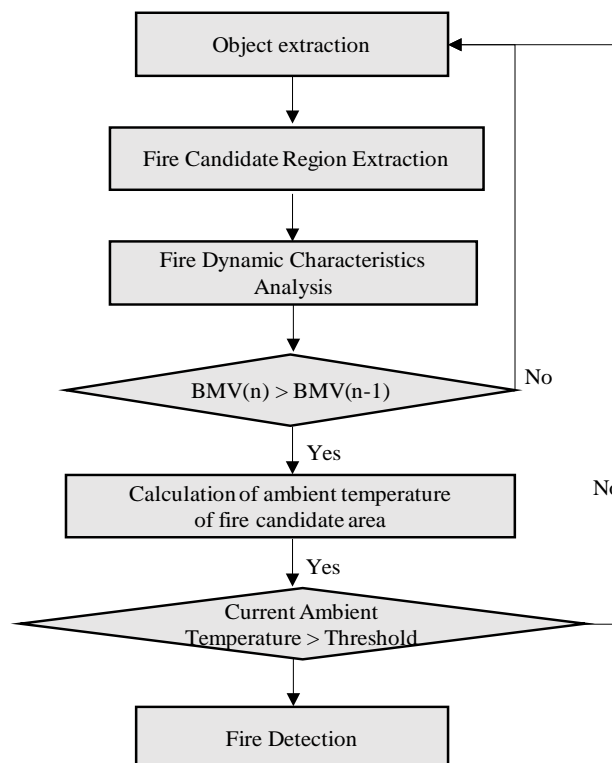 Object extraction
Fire Candidate Region Extraction
Fire Dynamic Characteristics
Analysis
BMV(n) > BMV(n-1)
No
Yes
Calculation of ambient temperature
of fire candidate area
No
Yes
Current Ambient
Temperature > Threshold
Fire Detection